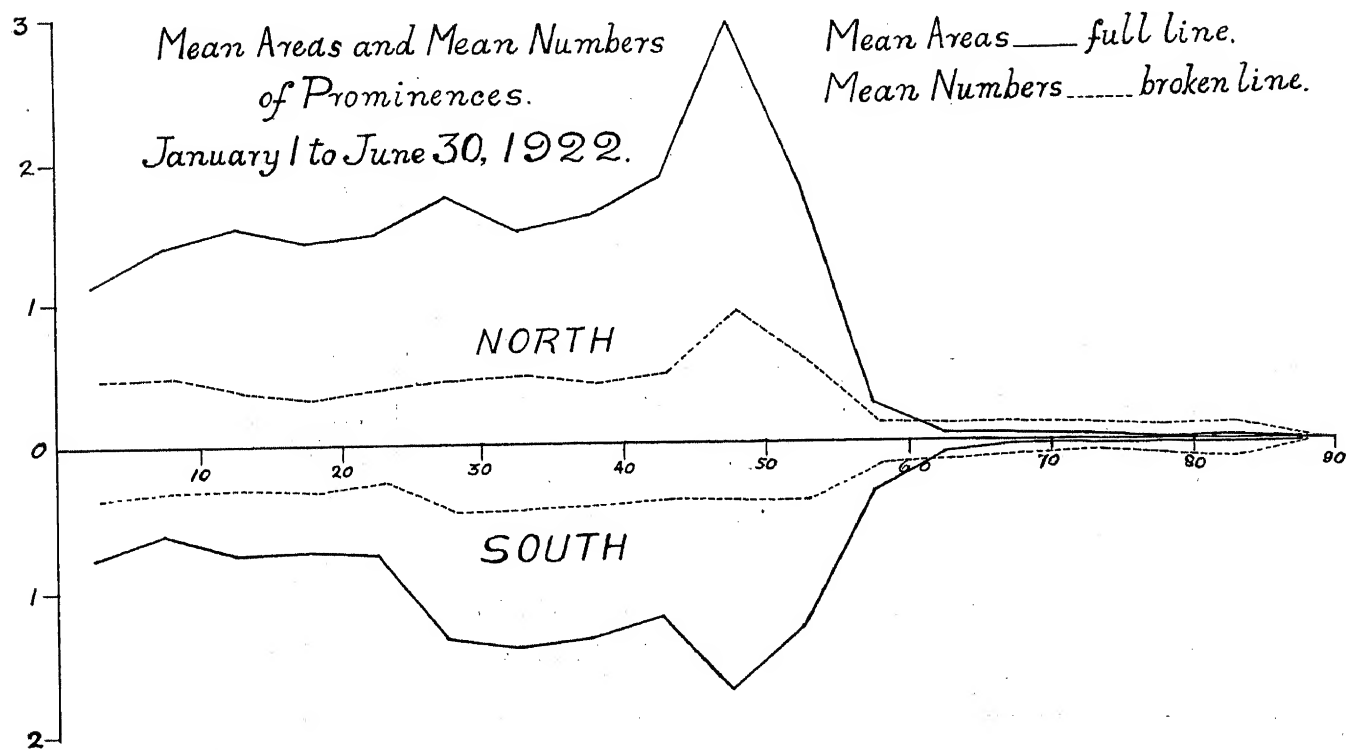 Mean Areas and Mean Numbers
of Prominences.
January 1 to June 30, 1922.
Mean Areas ____ full line.
Mean Numbers ------ broken line.
3
2
1
0
1
2
NORTH
10 20 30 40 50 60 70 80 90
SOUTH